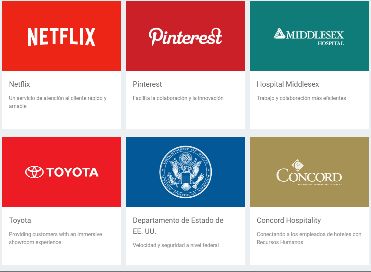 NETFLIX
Pinterest
MIDDLESEX
HOSPITAL
Netflix
Pinterest
Hospital Middlesex
Un servicio de atención al cliente rápido y
amable
Facilita la colaboración y la innovación
Trabajo y colaboración más eficientes
TOYOTA
CONCORD
Toyota
Departamento de Estado de
EE. UU.
Concord Hospitality
Providing customers with an immersive
showroom experience.
Velocidad y seguridad a nivel federal
Conectando a los empleados de hoteles con
Recursos Humanos